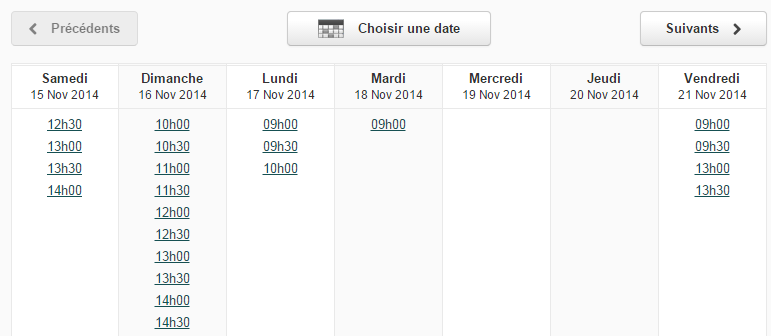 Précédents
Choisir une date
Suivants
Samedi
15 Nov 2014
Dimanche
16 Nov 2014
Lundi
17 Nov 2014
Mardi
18 Nov 2014
Mercredi
19 Nov 2014
Jeudi
20 Nov 2014
Vendredi
21 Nov 2014
12h30
13h00
13h30
14h00
10h00
10h30
11h00
11h30
12h00
12h30
13h00
13h30
14h00
14h30
09h00
09h30
10h00
09h00
09h00
09h30
13h00
13h30